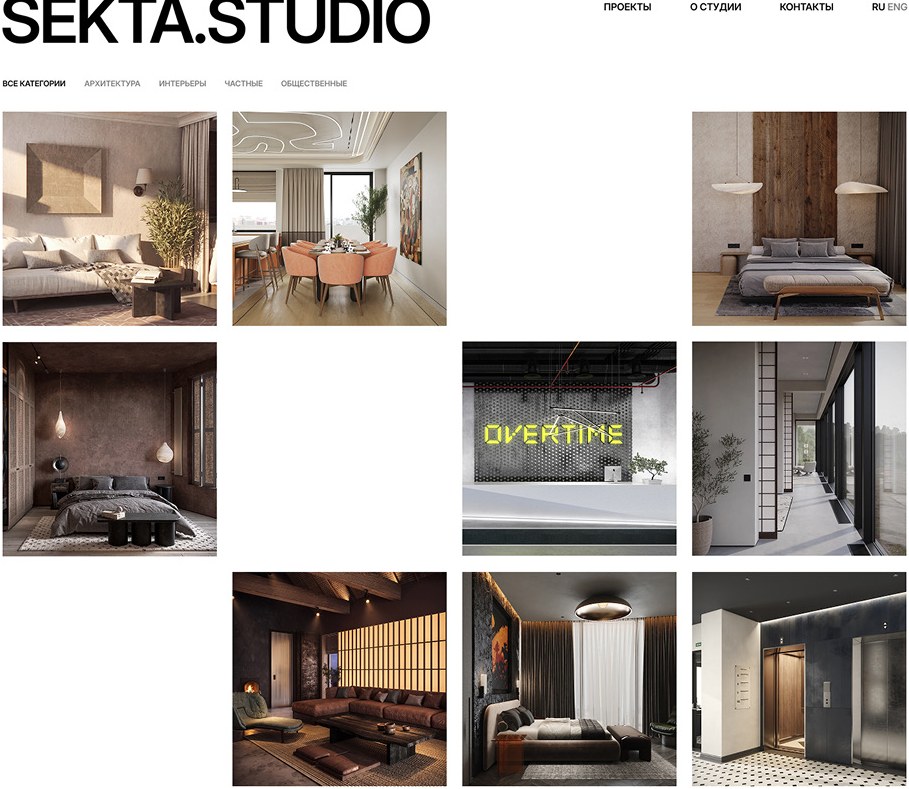 SEKTA.STUDIO
ПРОЕКТЫ О СТУДИИ КОНТАКТЫ RU ENG
ВСЕ КАТЕГОРИИ АРХИТЕКТУРА ИНТЕРЬЕРЫ ЧАСТНЫЕ ОБЩЕСТВЕННЫЕ
OVERTIME